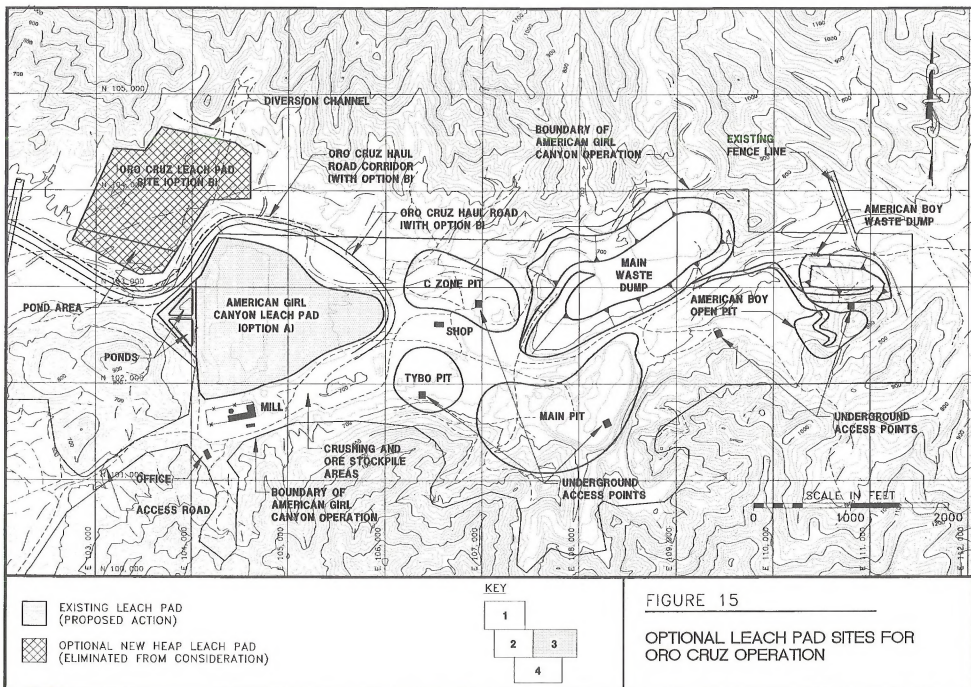 N 105,000
DIVERSION CHANNEL
BOUNDARY OF
AMERICAN GIRL
CANYON OPERATION
EXISTING
FENCE LINE
ORO CRUZ LEACH PAD
SITE (OPTION B)
ORO CRUZ HAUL
ROAD CORRIDOR
(WITH OPTION B)
ORO CRUZ HAUL ROAD
(WITH OPTION B)
AMERICAN BOY
WASTE DUMP
MAIN
WASTE
DUMP
C ZONE PIT
POND AREA
AMERICAN GIRL
CANYON LEACH PAD
(OPTION A)
AMERICAN BOY
OPEN PIT
SHOP
PONDS
N 102,000
TYBO PIT
MILL
MAIN PIT
UNDERGROUND
ACCESS POINTS
CRUSHING AND
ORE STOCKPILE
AREAS
N 101,000
OFFICE
ACCESS ROAD
BOUNDARY OF
AMERICAN GIRL
CANYON OPERATION
UNDERGROUND
ACCESS POINTS
SCALE IN FEET
0 1000 2000
N 100,000
E 103,000
E 104,000
E 105,000
E 106,000
E 107,000
E 108,000
E 109,000
E 110,000
E 111,000
E 112,000
EXISTING LEACH PAD
(PROPOSED ACTION)
OPTIONAL NEW HEAP LEACH PAD
(ELIMINATED FROM CONSIDERATION)
KEY
1
2 3
4
FIGURE 15
OPTIONAL LEACH PAD SITES FOR
ORO CRUZ OPERATION